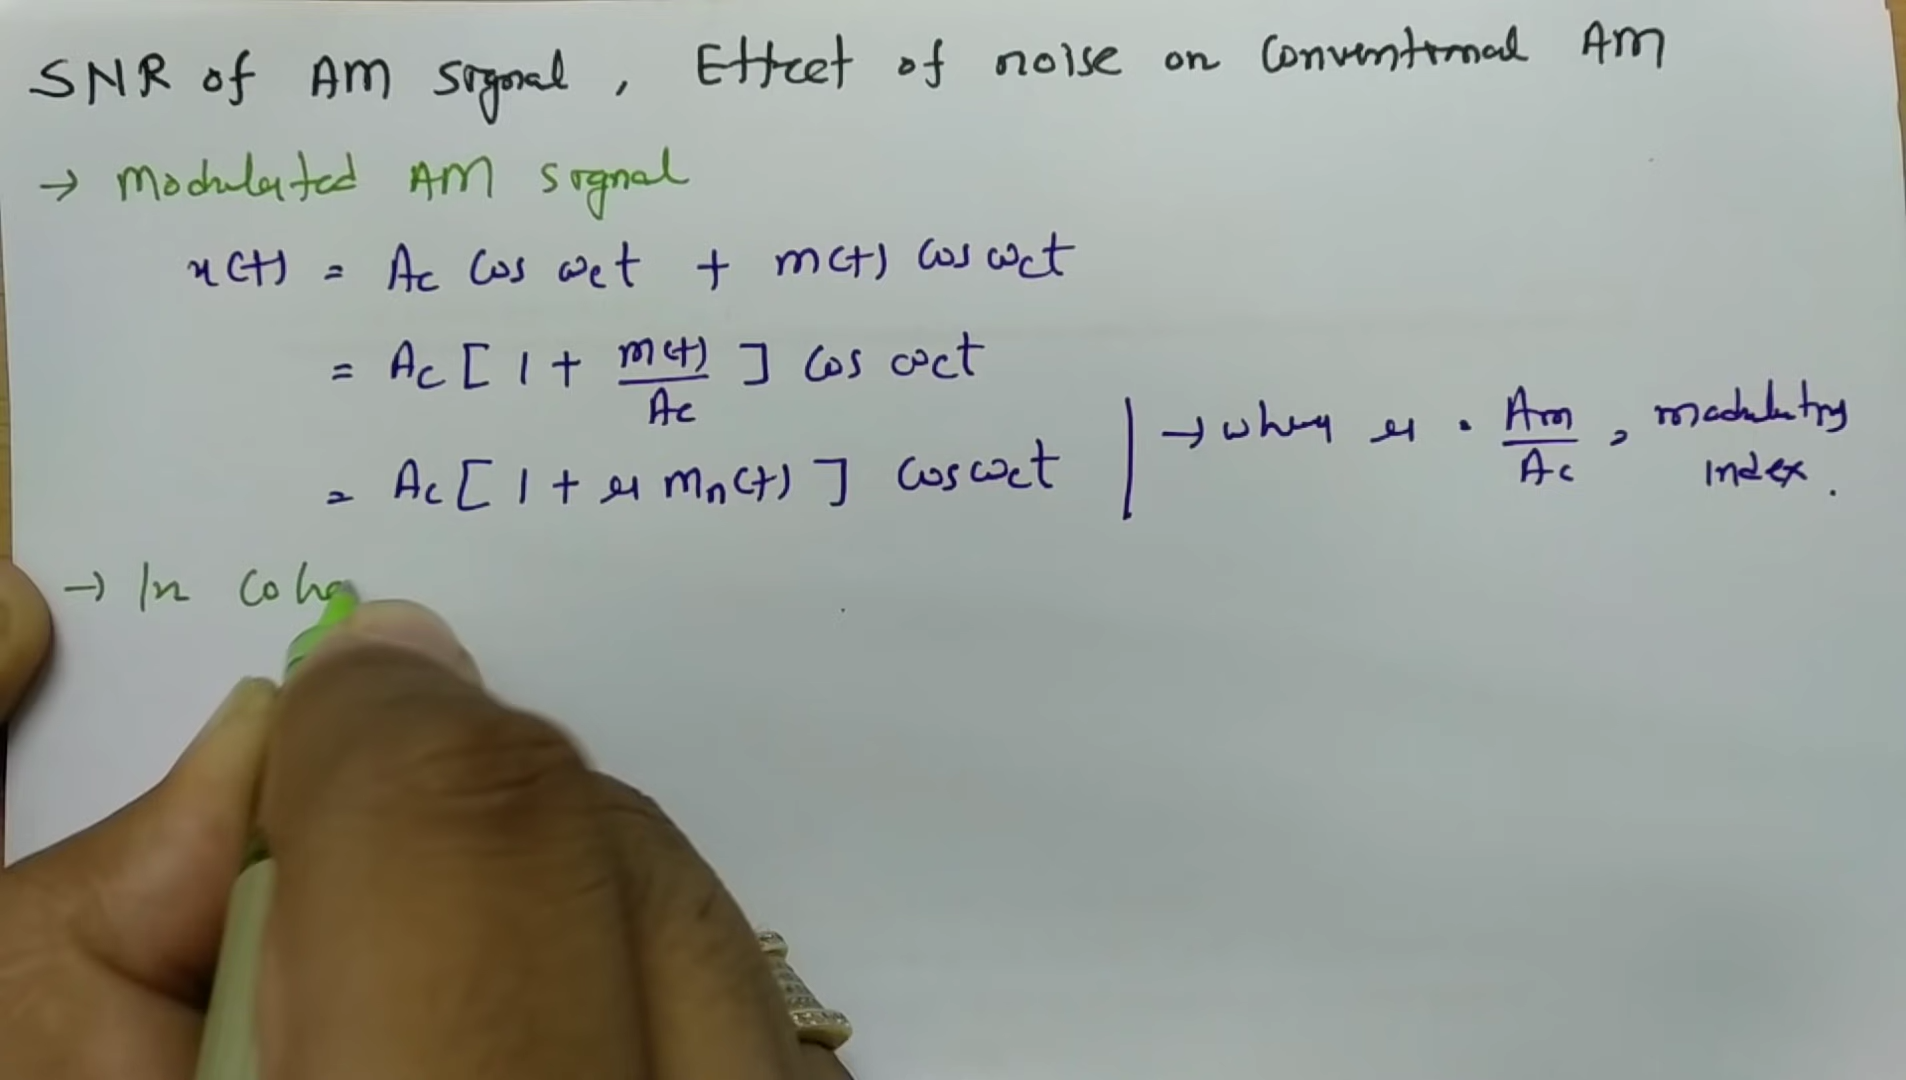 SNR of AM signal, Effect of noise on Conventional AM
→ Modulated AM signal
x(t) = Ac cos ωct + m(t) cos ωct
= Ac [ 1 + m(t)/Ac ] cos ωct
= Ac [ 1 + μ mn(t) ] cos ωct | → where μ = Am/Ac, modulating index.
→ In Cohe